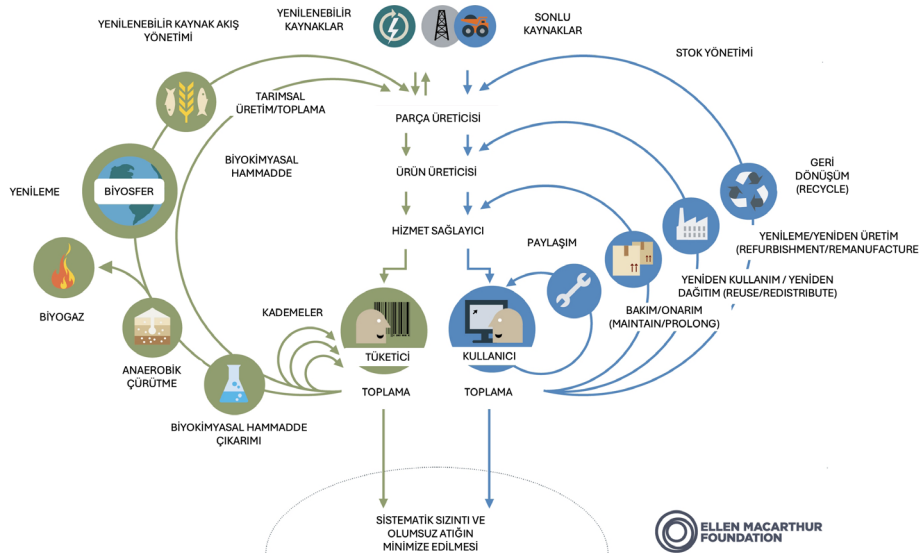 YENİLENEBİLİR KAYNAK AKIŞ
YÖNETİMİ
YENİLENEBİLİR
KAYNAKLAR
SONLU
KAYNAKLAR
STOK YÖNETİMİ
TARIMSAL
ÜRETİM/TOPLAMA
PARÇA ÜRETİCİSİ
BİYOKİMYASAL
HAMMADDE
ÜRÜN ÜRETİCİSİ
GERİ
DÖNÜŞÜM
(RECYCLE)
YENİLEME
BİYOSFER
HİZMET SAĞLAYICI
PAYLAŞIM
YENİLEME/YENİDEN ÜRETİM
(REFURBISHMENT/REMANUFACTURE
YENİDEN KULLANIM / YENİDEN
DAĞITIM (REUSE/REDISTRIBUTE)
BAKIM/ONARIM
(MAINTAIN/PROLONG)
BİYOGAZ
KADEMELER
TÜKETİCİ
KULLANICI
ANAEROBİK
ÇÜRÜTME
TOPLAMA
TOPLAMA
BİYOKİMYASAL HAMMADDE
ÇIKARIMI
SİSTEMATİK SIZINTI VE
OLUMSUZ ATIĞIN
MİNİMİZE EDİLMESİ
ELLEN MACARTHUR
FOUNDATION